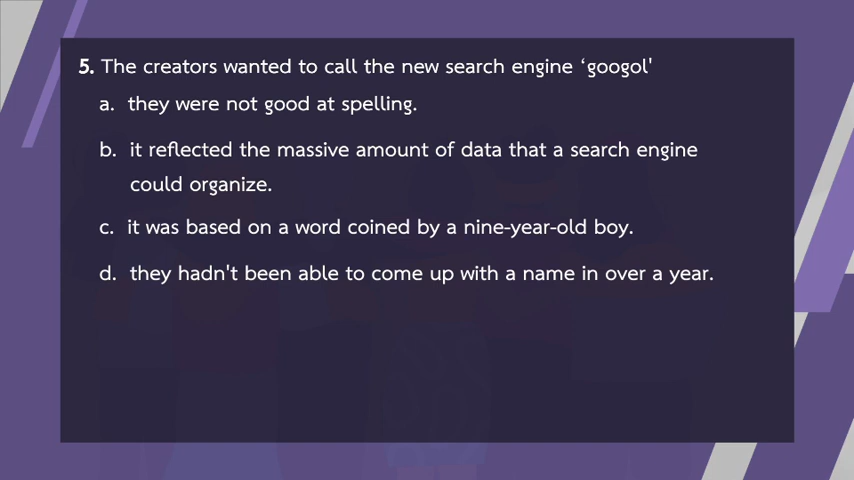 5. The creators wanted to call the new search engine ‘googol'
a. they were not good at spelling.
b. it reflected the massive amount of data that a search engine
could organize.
c. it was based on a word coined by a nine-year-old boy.
d. they hadn't been able to come up with a name in over a year.